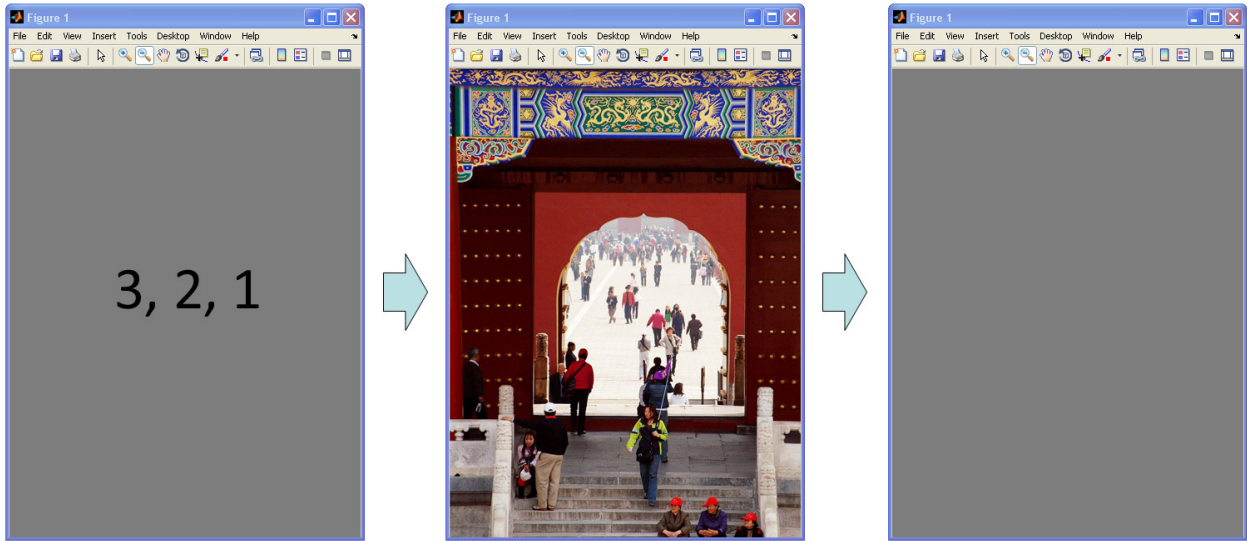 Figure 1
File Edit View Insert Tools Desktop Window Help
3, 2, 1
Figure 1
File Edit View Insert Tools Desktop Window Help
Figure 1
File Edit View Insert Tools Desktop Window Help